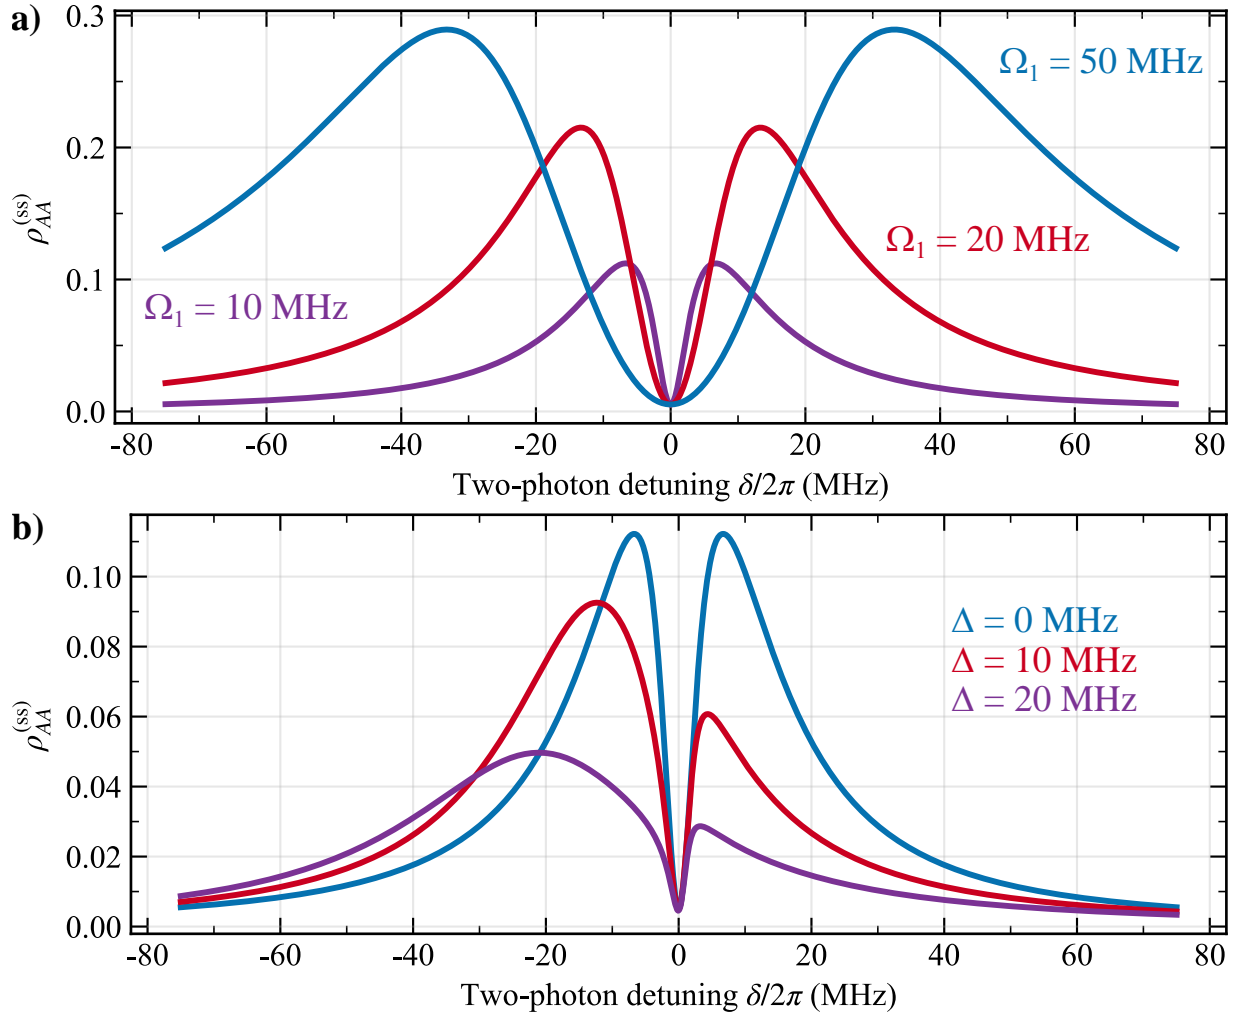 a)
0.3
0.2
0.1
0.0
ρ_AA^(ss)
Ω₁ = 50 MHz
Ω₁ = 20 MHz
Ω₁ = 10 MHz
-80 -60 -40 -20 0 20 40 60 80
Two-photon detuning δ/2π (MHz)
b)
0.10
0.08
0.06
0.04
0.02
0.00
ρ_AA^(ss)
Δ = 0 MHz
Δ = 10 MHz
Δ = 20 MHz
-80 -60 -40 -20 0 20 40 60 80
Two-photon detuning δ/2π (MHz)